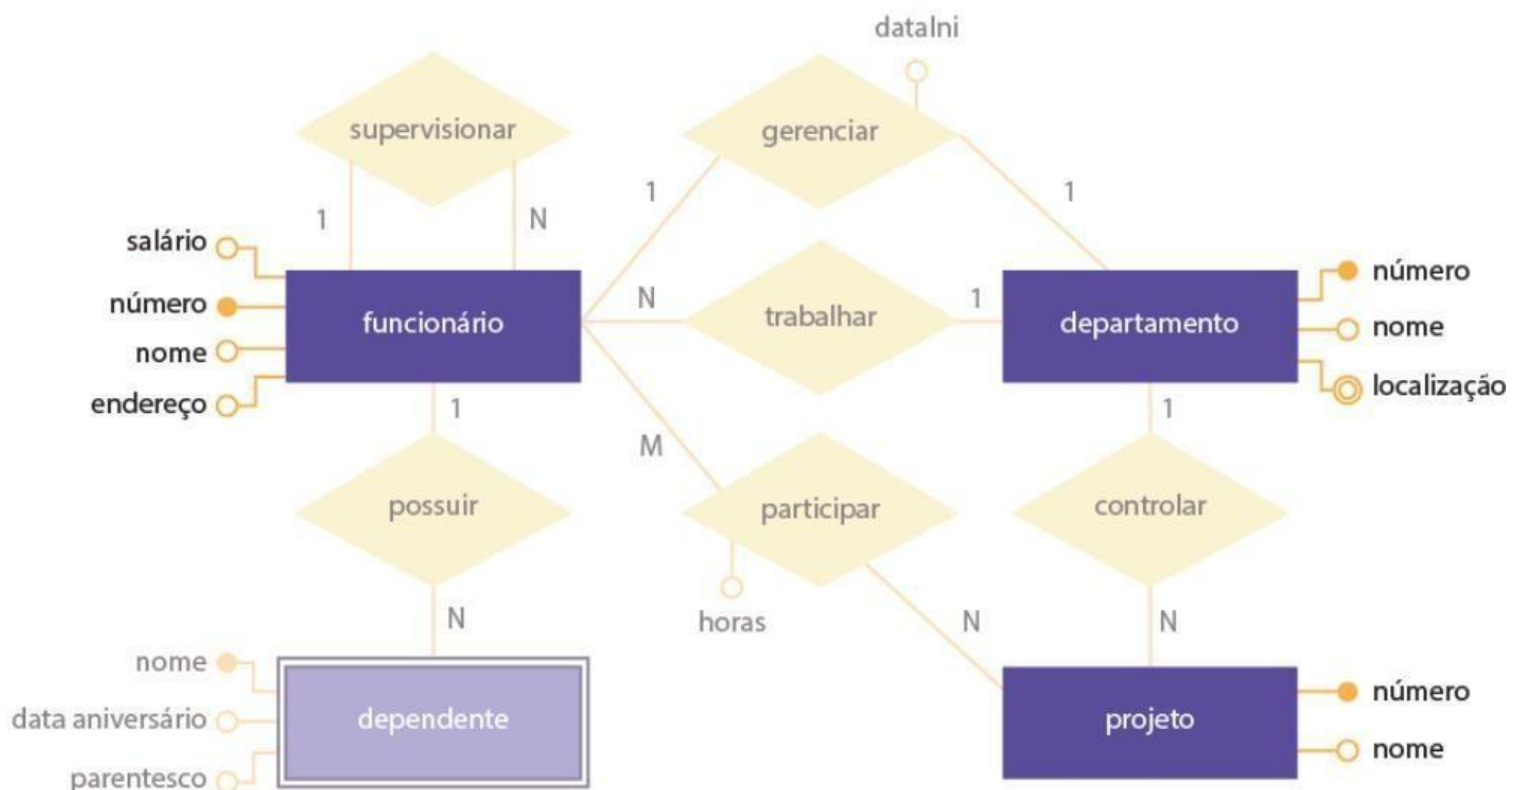 dataIni
supervisionar
gerenciar
1
1
1
N
salário
número
nome
endereço
funcionário
N
trabalhar
1
departamento
número
nome
localização
1
M
1
possuir
participar
controlar
N
horas
N
N
nome
data aniversário
parentesco
dependente
projeto
número
nome